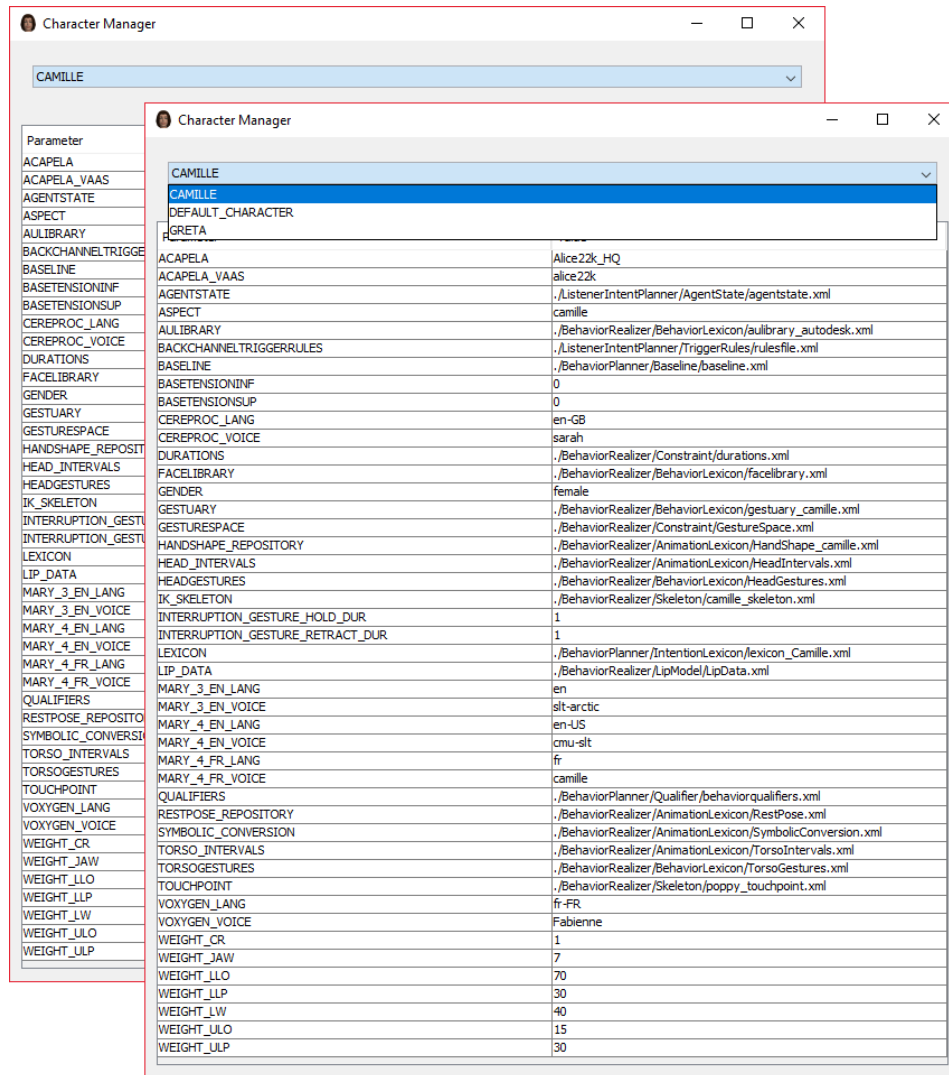 Character Manager
CAMILLE
Parameter
ACAPELA
ACAPELA_VAAS
AGENTSTATE
ASPECT
AULIBRARY
BACKCHANNELTRIGGE
BASELINE
BASETENSIONINF
BASETENSIONSUP
CEREPROC_LANG
CEREPROC_VOICE
DURATIONS
FACELIBRARY
GENDER
GESTUARY
GESTURESPACE
HANDSHAPE_REPOSIT
HEAD_INTERVALS
HEADGESTURES
IK_SKELETON
INTERRUPTION_GESTU
INTERRUPTION_GESTU
LEXICON
LIP_DATA
MARY_3_EN_LANG
MARY_3_EN_VOICE
MARY_4_EN_LANG
MARY_4_EN_VOICE
MARY_4_FR_LANG
MARY_4_FR_VOICE
QUALIFIERS
RESTPOSE_REPOSITO
SYMBOLIC_CONVERSI
TORSO_INTERVALS
TORSOGESTURES
TOUCHPOINT
VOXYGEN_LANG
VOXYGEN_VOICE
WEIGHT_CR
WEIGHT_JAW
WEIGHT_LLO
WEIGHT_LLP
WEIGHT_LW
WEIGHT_ULO
WEIGHT_ULP
Character Manager
CAMILLE
CAMILLE
DEFAULT_CHARACTER
GRETA
ACAPELA Alice22k_HQ
ACAPELA_VAAS alice22k
AGENTSTATE ./ListenerIntentPlanner/AgentState/agentstate.xml
ASPECT camille
AULIBRARY ./BehaviorRealizer/BehaviorLexicon/aulibrary_autodesk.xml
BACKCHANNELTRIGGERRULES ./ListenerIntentPlanner/TriggerRules/rulesfile.xml
BASELINE ./BehaviorPlanner/Baseline/baseline.xml
BASETENSIONINF 0
BASETENSIONSUP 0
CEREPROC_LANG en-GB
CEREPROC_VOICE sarah
DURATIONS ./BehaviorRealizer/Constraint/durations.xml
FACELIBRARY ./BehaviorRealizer/BehaviorLexicon/facelibrary.xml
GENDER female
GESTUARY ./BehaviorRealizer/BehaviorLexicon/gestuary_camille.xml
GESTURESPACE ./BehaviorRealizer/Constraint/GestureSpace.xml
HANDSHAPE_REPOSITORY ./BehaviorRealizer/AnimationLexicon/HandShape_camille.xml
HEAD_INTERVALS ./BehaviorRealizer/AnimationLexicon/HeadIntervals.xml
HEADGESTURES ./BehaviorRealizer/BehaviorLexicon/HeadGestures.xml
IK_SKELETON ./BehaviorRealizer/Skeleton/camille_skeleton.xml
INTERRUPTION_GESTURE_HOLD_DUR 1
INTERRUPTION_GESTURE_RETRACT_DUR 1
LEXICON ./BehaviorPlanner/IntentionLexicon/lexicon_Camille.xml
LIP_DATA ./BehaviorRealizer/LipModel/LipData.xml
MARY_3_EN_LANG en
MARY_3_EN_VOICE slt-arctic
MARY_4_EN_LANG en-US
MARY_4_EN_VOICE cmu-slt
MARY_4_FR_LANG fr
MARY_4_FR_VOICE camille
QUALIFIERS ./BehaviorPlanner/Qualifier/behaviorqualifiers.xml
RESTPOSE_REPOSITORY ./BehaviorRealizer/AnimationLexicon/RestPose.xml
SYMBOLIC_CONVERSION ./BehaviorRealizer/AnimationLexicon/SymbolicConversion.xml
TORSO_INTERVALS ./BehaviorRealizer/AnimationLexicon/TorsoIntervals.xml
TORSOGESTURES ./BehaviorRealizer/BehaviorLexicon/TorsoGestures.xml
TOUCHPOINT ./BehaviorRealizer/Skeleton/poppy_touchpoint.xml
VOXYGEN_LANG fr-FR
VOXYGEN_VOICE Fabienne
WEIGHT_CR 1
WEIGHT_JAW 7
WEIGHT_LLO 70
WEIGHT_LLP 30
WEIGHT_LW 40
WEIGHT_ULO 15
WEIGHT_ULP 30